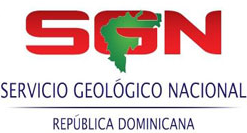 SGN
SERVICIO GEOLÓGICO NACIONAL
REPÚBLICA DOMINICANA